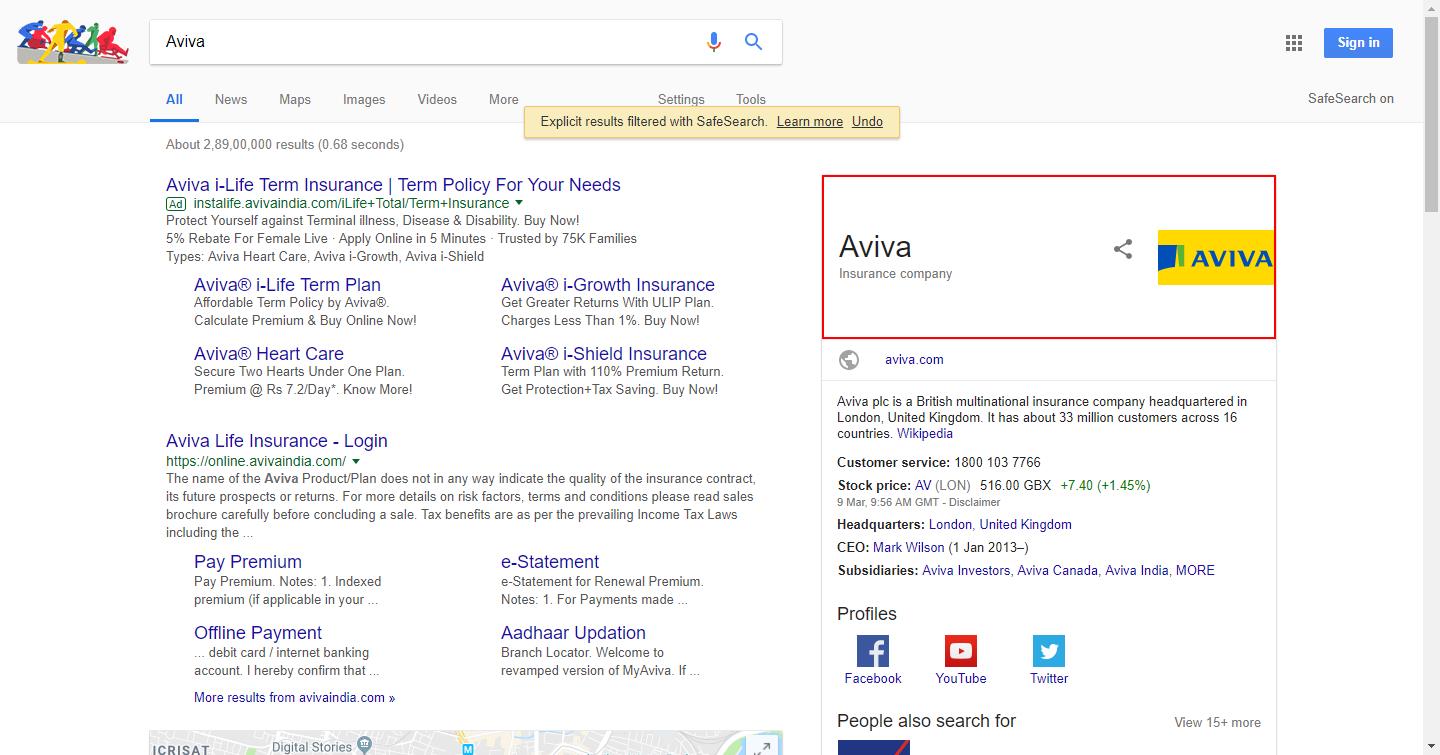 Aviva
Sign in
All
News
Maps
Images
Videos
More
Settings
Tools
SafeSearch on
Explicit results filtered with SafeSearch. Learn more Undo
About 2,89,00,000 results (0.68 seconds)
Aviva i-Life Term Insurance | Term Policy For Your Needs
Ad instalife.avivaindia.com/iLife+Total/Term+Insurance
Protect Yourself against Terminal illness, Disease & Disability. Buy Now!
5% Rebate For Female Live · Apply Online in 5 Minutes · Trusted by 75K Families
Types: Aviva Heart Care, Aviva i-Growth, Aviva i-Shield
Aviva® i-Life Term Plan
Affordable Term Policy by Aviva®.
Calculate Premium & Buy Online Now!
Aviva® i-Growth Insurance
Get Greater Returns With ULIP Plan.
Charges Less Than 1%. Buy Now!
Aviva® Heart Care
Secure Two Hearts Under One Plan.
Premium @ Rs 7.2/Day*. Know More!
Aviva® i-Shield Insurance
Term Plan with 110% Premium Return.
Get Protection+Tax Saving. Buy Now!
Aviva Life Insurance - Login
https://online.avivaindia.com/
The name of the Aviva Product/Plan does not in any way indicate the quality of the insurance contract,
its future prospects or returns. For more details on risk factors, terms and conditions please read sales
brochure carefully before concluding a sale. Tax benefits are as per the prevailing Income Tax Laws
including the ...
Pay Premium
Pay Premium. Notes: 1. Indexed
premium (if applicable in your ...
e-Statement
e-Statement for Renewal Premium.
Notes: 1. For Payments made ...
Offline Payment
... debit card / internet banking
account. I hereby confirm that ...
Aadhaar Updation
Branch Locator. Welcome to
revamped version of MyAviva. If ...
More results from avivaindia.com »
ICRISAT
Digital Stories
M
Aviva
Insurance company
AVIVA
aviva.com
Aviva plc is a British multinational insurance company headquartered in
London, United Kingdom. It has about 33 million customers across 16
countries. Wikipedia
Customer service: 1800 103 7766
Stock price: AV (LON) 516.00 GBX +7.40 (+1.45%)
9 Mar, 9:56 AM GMT - Disclaimer
Headquarters: London, United Kingdom
CEO: Mark Wilson (1 Jan 2013–)
Subsidiaries: Aviva Investors, Aviva Canada, Aviva India, MORE
Profiles
Facebook
YouTube
Twitter
People also search for
View 15+ more